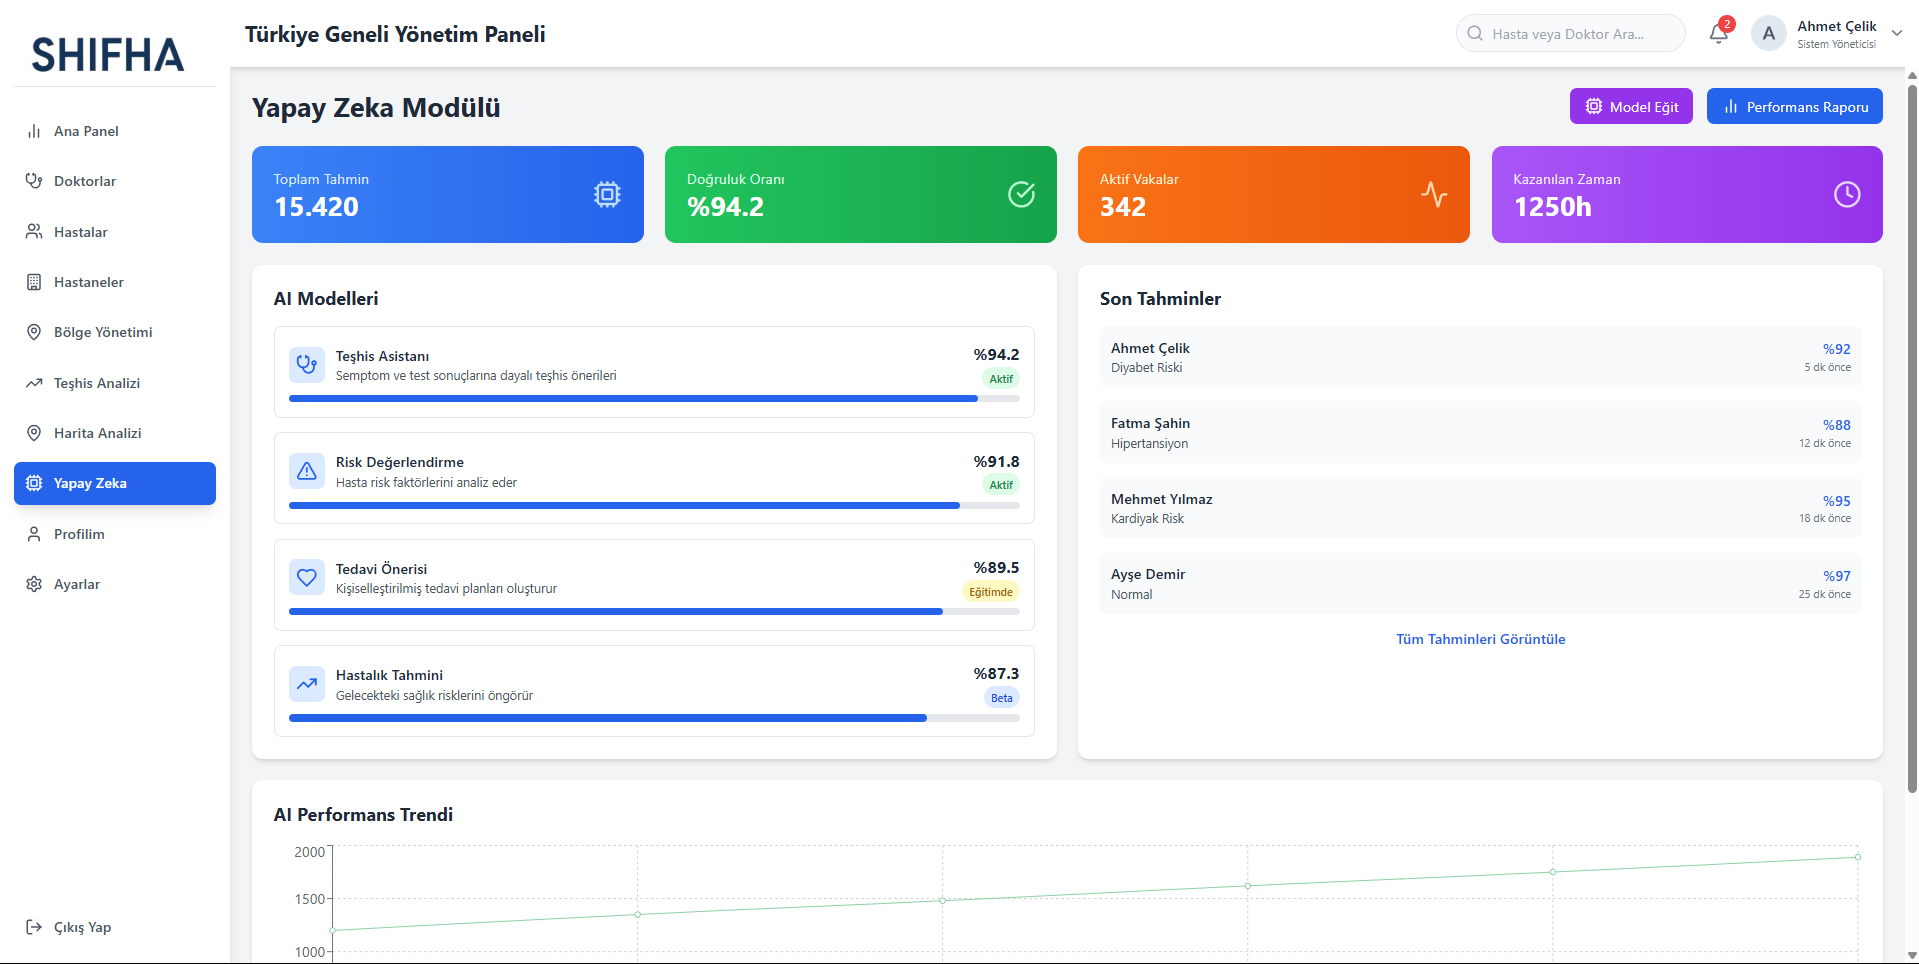 SHIFHA
Türkiye Geneli Yönetim Paneli
Hasta veya Doktor Ara...
2
A
Ahmet Çelik
Sistem Yöneticisi
Ana Panel
Doktorlar
Hastalar
Hastaneler
Bölge Yönetimi
Teşhis Analizi
Harita Analizi
Yapay Zeka
Profilim
Ayarlar
Çıkış Yap
Yapay Zeka Modülü
Model Eğit
Performans Raporu
Toplam Tahmin
15.420
Doğruluk Oranı
%94.2
Aktif Vakalar
342
Kazanılan Zaman
1250h
AI Modelleri
Teşhis Asistanı
Semptom ve test sonuçlarına dayalı teşhis önerileri
%94.2
Aktif
Risk Değerlendirme
Hasta risk faktörlerini analiz eder
%91.8
Aktif
Tedavi Önerisi
Kişiselleştirilmiş tedavi planları oluşturur
%89.5
Eğitimde
Hastalık Tahmini
Gelecekteki sağlık risklerini öngörür
%87.3
Beta
Son Tahminler
Ahmet Çelik
Diyabet Riski
%92
5 dk önce
Fatma Şahin
Hipertansiyon
%88
12 dk önce
Mehmet Yılmaz
Kardiyak Risk
%95
18 dk önce
Ayşe Demir
Normal
%97
25 dk önce
Tüm Tahminleri Görüntüle
AI Performans Trendi
2000
1500
1000